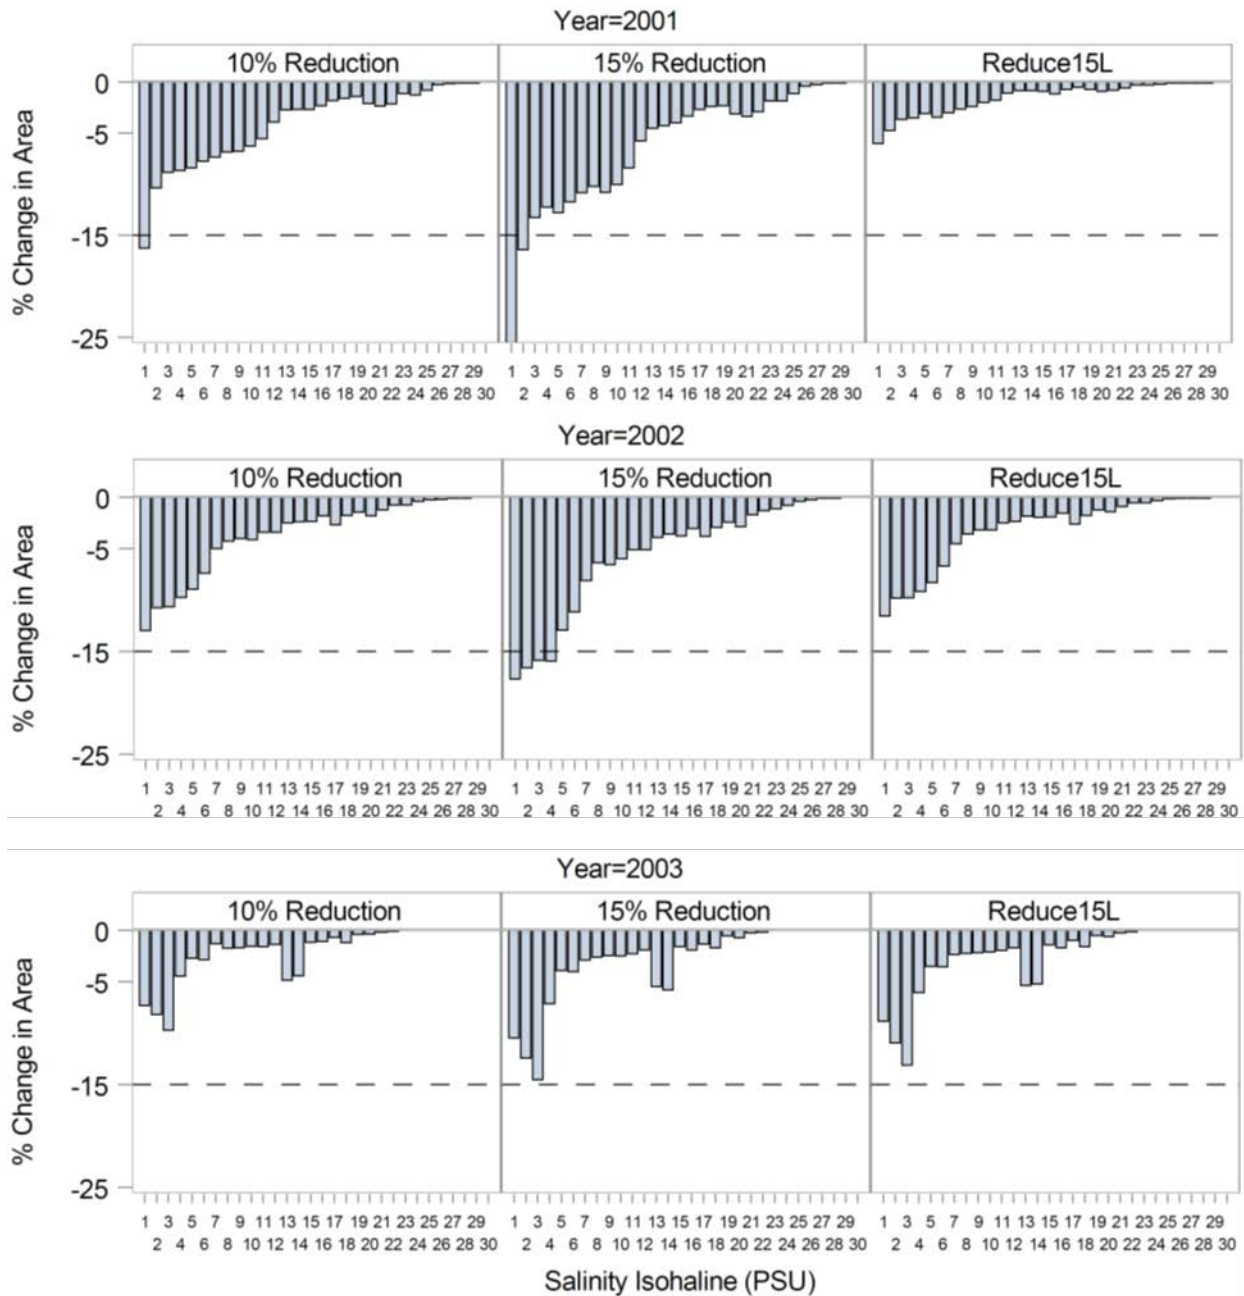 Year=2001
10% Reduction 15% Reduction Reduce15L
% Change in Area
0
-5
-15
-25
1 3 5 7 9 11 13 15 17 19 21 23 25 27 29 1 3 5 7 9 11 13 15 17 19 21 23 25 27 29 1 3 5 7 9 11 13 15 17 19 21 23 25 27 29
2 4 6 8 10 12 14 16 18 20 22 24 26 28 30 2 4 6 8 10 12 14 16 18 20 22 24 26 28 30 2 4 6 8 10 12 14 16 18 20 22 24 26 28 30
Year=2002
10% Reduction 15% Reduction Reduce15L
% Change in Area
0
-5
-15
-25
1 3 5 7 9 11 13 15 17 19 21 23 25 27 29 1 3 5 7 9 11 13 15 17 19 21 23 25 27 29 1 3 5 7 9 11 13 15 17 19 21 23 25 27 29
2 4 6 8 10 12 14 16 18 20 22 24 26 28 30 2 4 6 8 10 12 14 16 18 20 22 24 26 28 30 2 4 6 8 10 12 14 16 18 20 22 24 26 28 30
Year=2003
10% Reduction 15% Reduction Reduce15L
% Change in Area
0
-5
-15
-25
1 3 5 7 9 11 13 15 17 19 21 23 25 27 29 1 3 5 7 9 11 13 15 17 19 21 23 25 27 29 1 3 5 7 9 11 13 15 17 19 21 23 25 27 29
2 4 6 8 10 12 14 16 18 20 22 24 26 28 30 2 4 6 8 10 12 14 16 18 20 22 24 26 28 30 2 4 6 8 10 12 14 16 18 20 22 24 26 28 30
Salinity Isohaline (PSU)